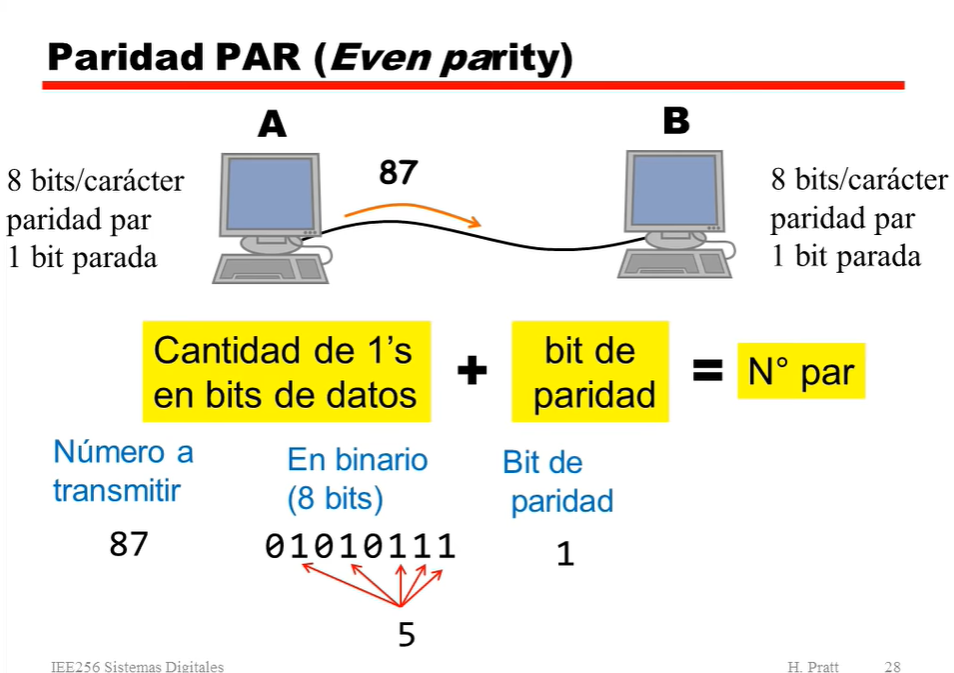 Paridad PAR (Even parity)
A
B
87
8 bits/carácter
paridad par
1 bit parada
8 bits/carácter
paridad par
1 bit parada
Cantidad de 1's
en bits de datos
+
bit de
paridad
=
N° par
Número a
transmitir
En binario
(8 bits)
Bit de
paridad
87
01010111
1
5
IEE256 Sistemas Digitales
H. Pratt
28